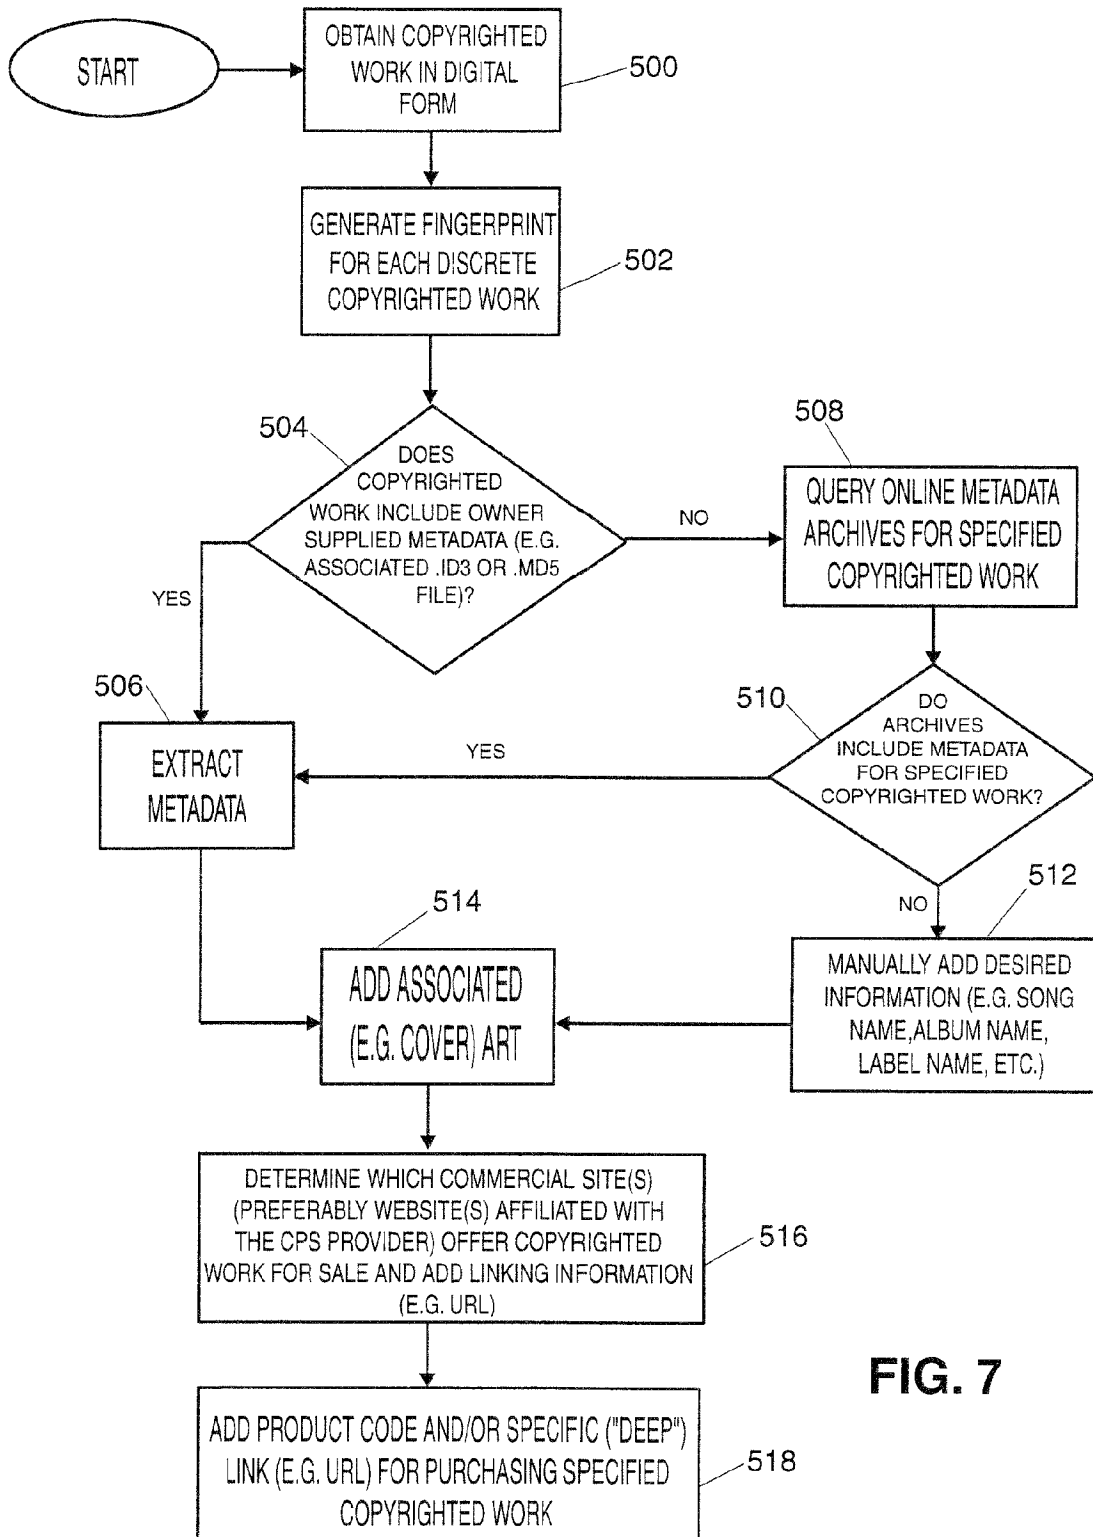 START
OBTAIN COPYRIGHTED
WORK IN DIGITAL
FORM
500
GENERATE FINGERPRINT
FOR EACH DISCRETE
COPYRIGHTED WORK
502
504
DOES
COPYRIGHTED
WORK INCLUDE OWNER
SUPPLIED METADATA (E.G.
ASSOCIATED .ID3 OR .MD5
FILE)?
NO
YES
508
QUERY ONLINE METADATA
ARCHIVES FOR SPECIFIED
COPYRIGHTED WORK
506
EXTRACT
METADATA
YES
510
DO
ARCHIVES
INCLUDE METADATA
FOR SPECIFIED
COPYRIGHTED WORK?
NO
512
MANUALLY ADD DESIRED
INFORMATION (E.G. SONG
NAME,ALBUM NAME,
LABEL NAME, ETC.)
514
ADD ASSOCIATED
(E.G. COVER) ART
DETERMINE WHICH COMMERCIAL SITE(S)
(PREFERABLY WEBSITE(S) AFFILIATED WITH
THE CPS PROVIDER) OFFER COPYRIGHTED
WORK FOR SALE AND ADD LINKING INFORMATION
(E.G. URL)
516
FIG. 7
ADD PRODUCT CODE AND/OR SPECIFIC ("DEEP")
LINK (E.G. URL) FOR PURCHASING SPECIFIED
COPYRIGHTED WORK
518